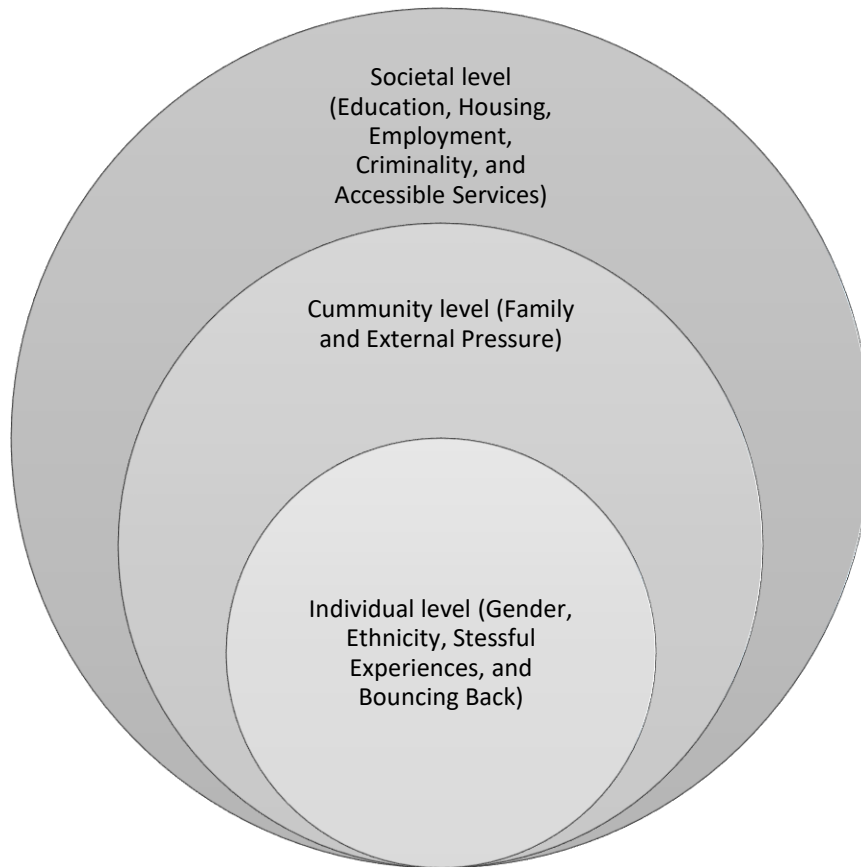 Societal level
(Education, Housing,
Employment,
Criminality, and
Accessible Services)
Cummunity level (Family
and External Pressure)
Individual level (Gender,
Ethnicity, Stessful
Experiences, and
Bouncing Back)